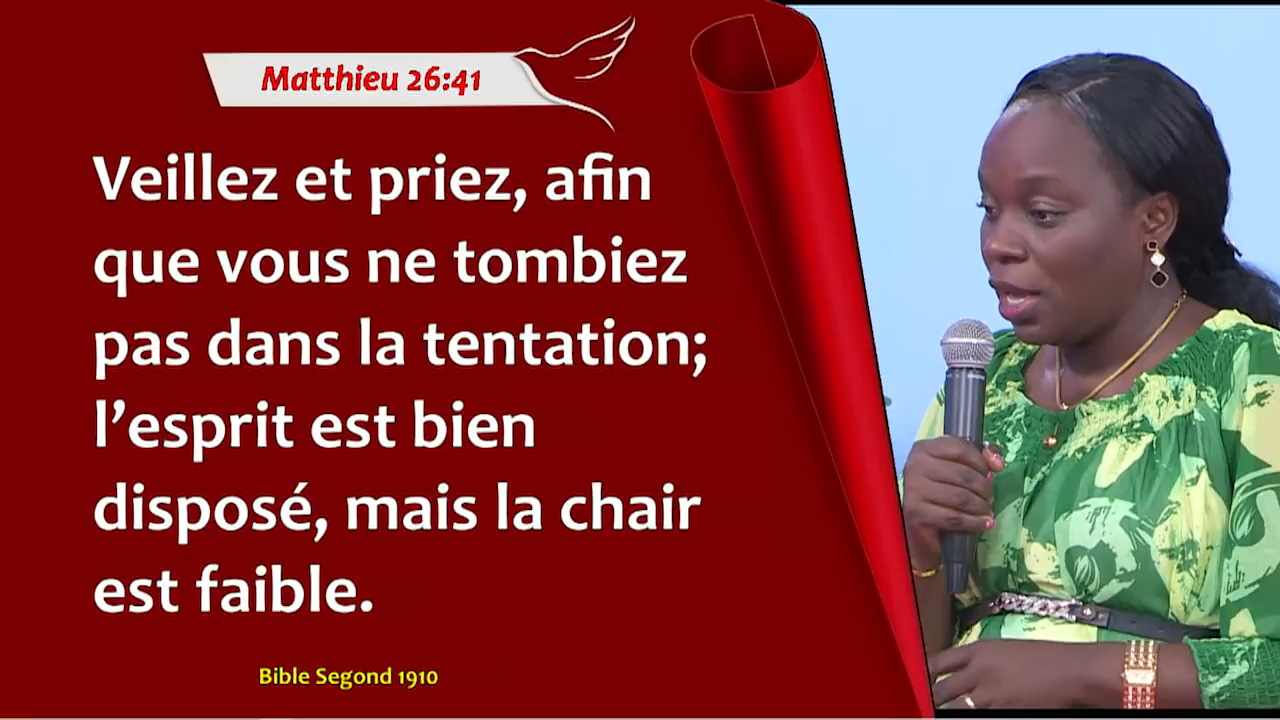 Matthieu 26:41
Veillez et priez, afin
que vous ne tombiez
pas dans la tentation;
l’esprit est bien
disposé, mais la chair
est faible.
Bible Segond 1910